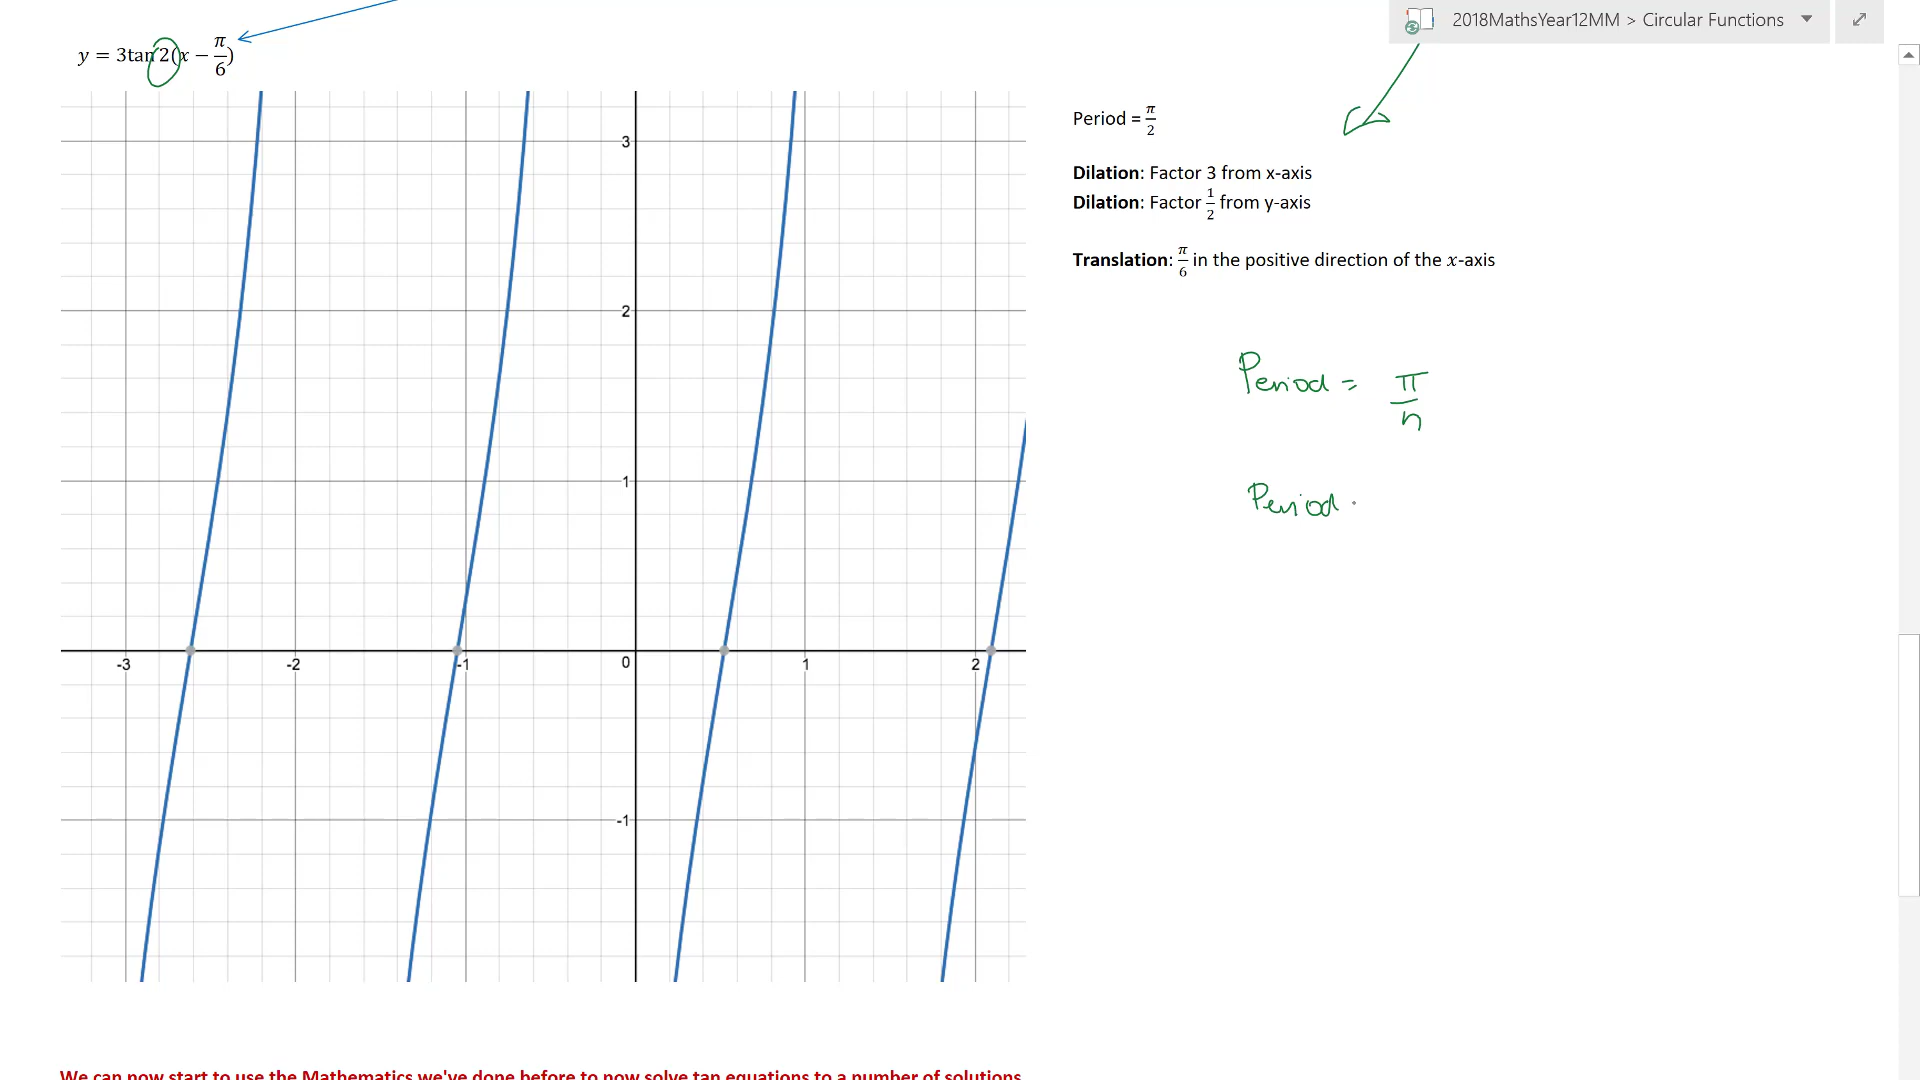 2018MathsYear12MM > Circular Functions
y = 3tan 2(x − π/6)
Period = π/2
Dilation: Factor 3 from x-axis
Dilation: Factor 1/2 from y-axis
Translation: π/6 in the positive direction of the x-axis
Period = π/n
Period
3
2
1
-3 -2 -1 0 1 2
-1
We can now start to use the Mathematics we've done before to now solve tan equations to a number of solutions